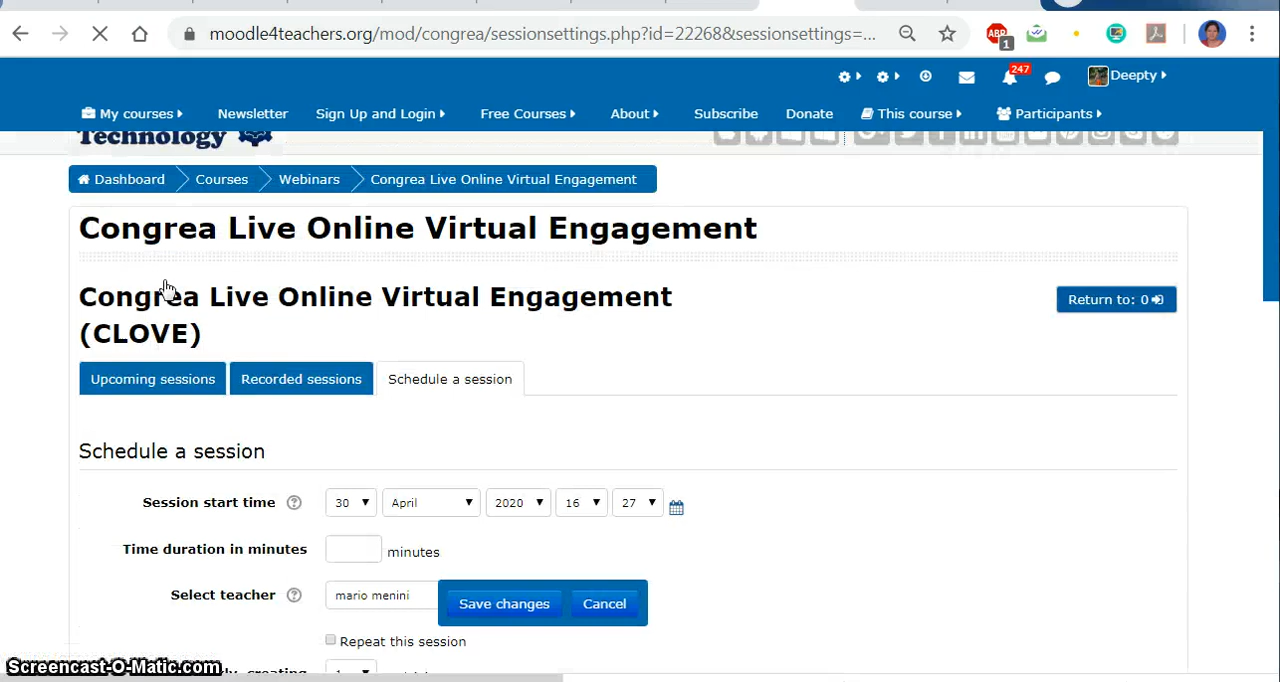 moodle4teachers.org/mod/congrea/sessionsettings.php?id=22268&sessionsettings=...
ABP
1
247
Deepty
My courses
Newsletter
Sign Up and Login
Free Courses
About
Subscribe
Donate
This course
Participants
Technology
Dashboard
Courses
Webinars
Congrea Live Online Virtual Engagement
Congrea Live Online Virtual Engagement
Congrea Live Online Virtual Engagement
(CLOVE)
Return to: 0
Upcoming sessions
Recorded sessions
Schedule a session
Schedule a session
Session start time
30
April
2020
16
27
Time duration in minutes
minutes
Select teacher
mario menini
Save changes
Cancel
Repeat this session
creating
Screencast-O-Matic.com